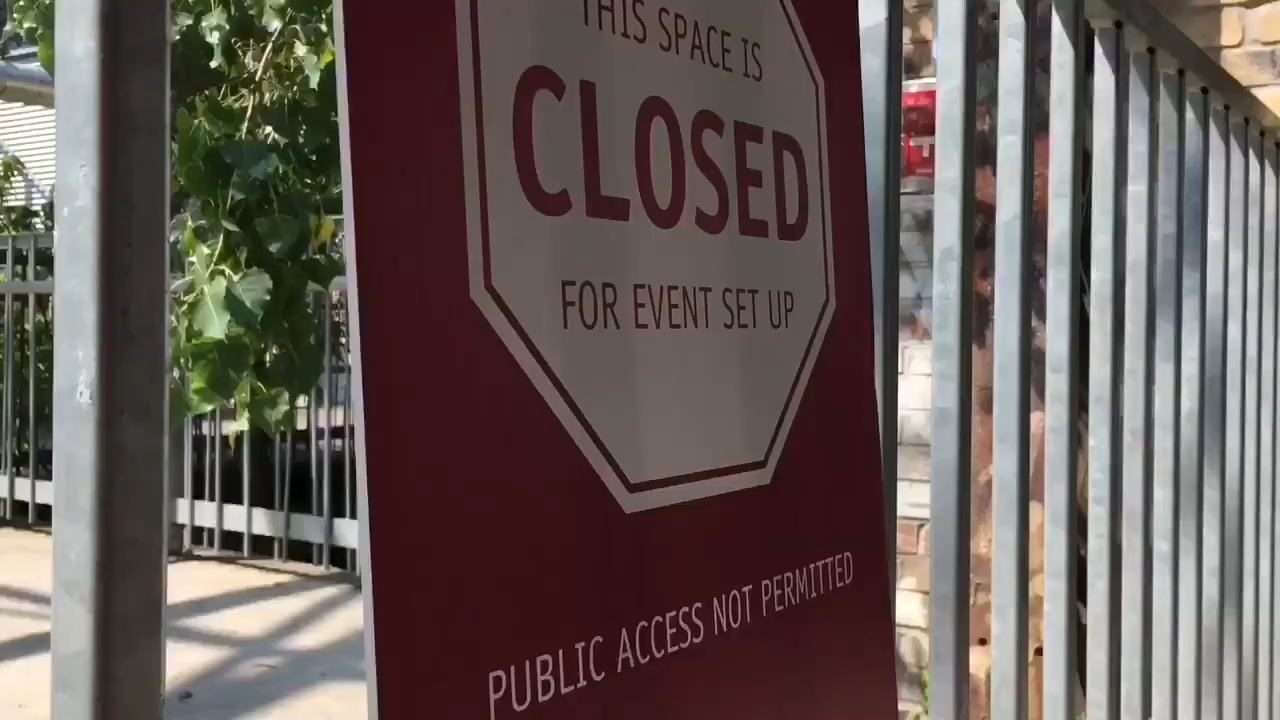 THIS SPACE IS
CLOSED
FOR EVENT SET UP
PUBLIC ACCESS NOT PERMITTED